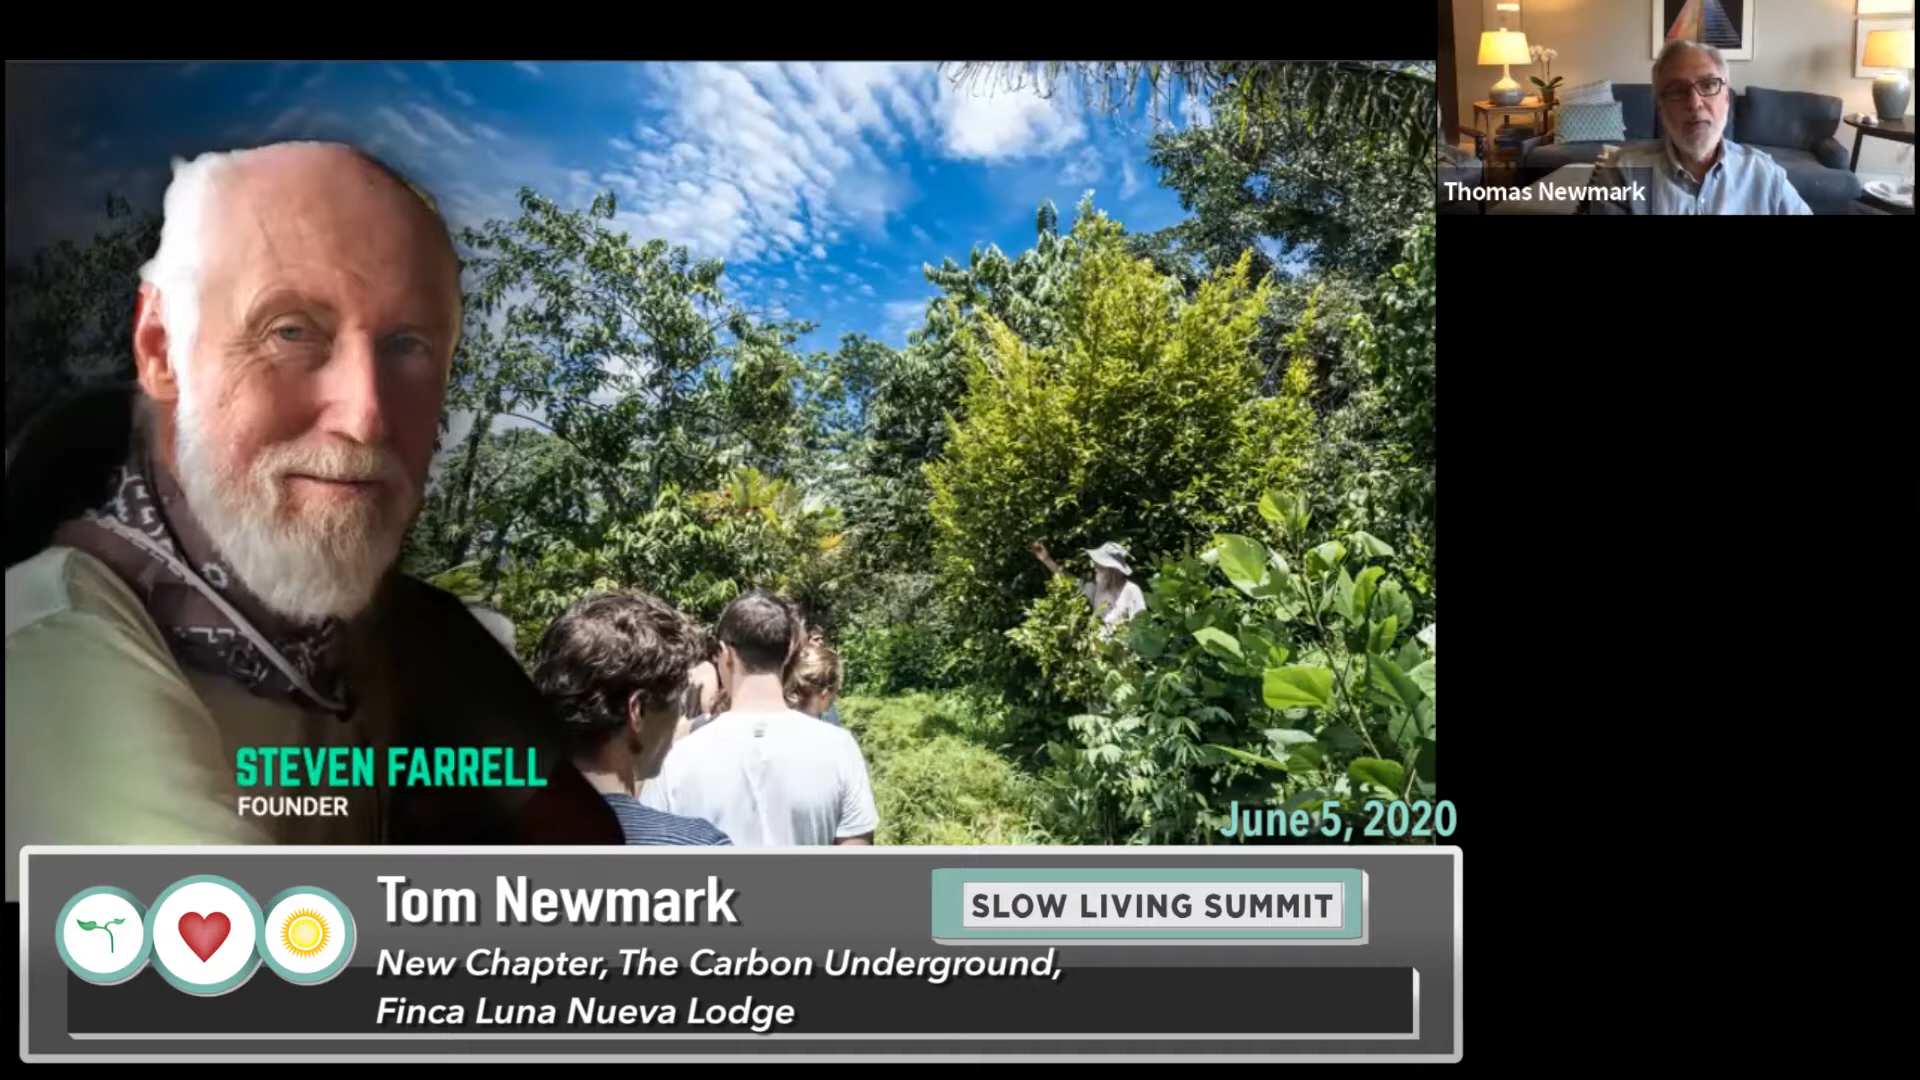 Thomas Newmark
STEVEN FARRELL
FOUNDER
June 5, 2020
Tom Newmark
SLOW LIVING SUMMIT
New Chapter, The Carbon Underground,
Finca Luna Nueva Lodge